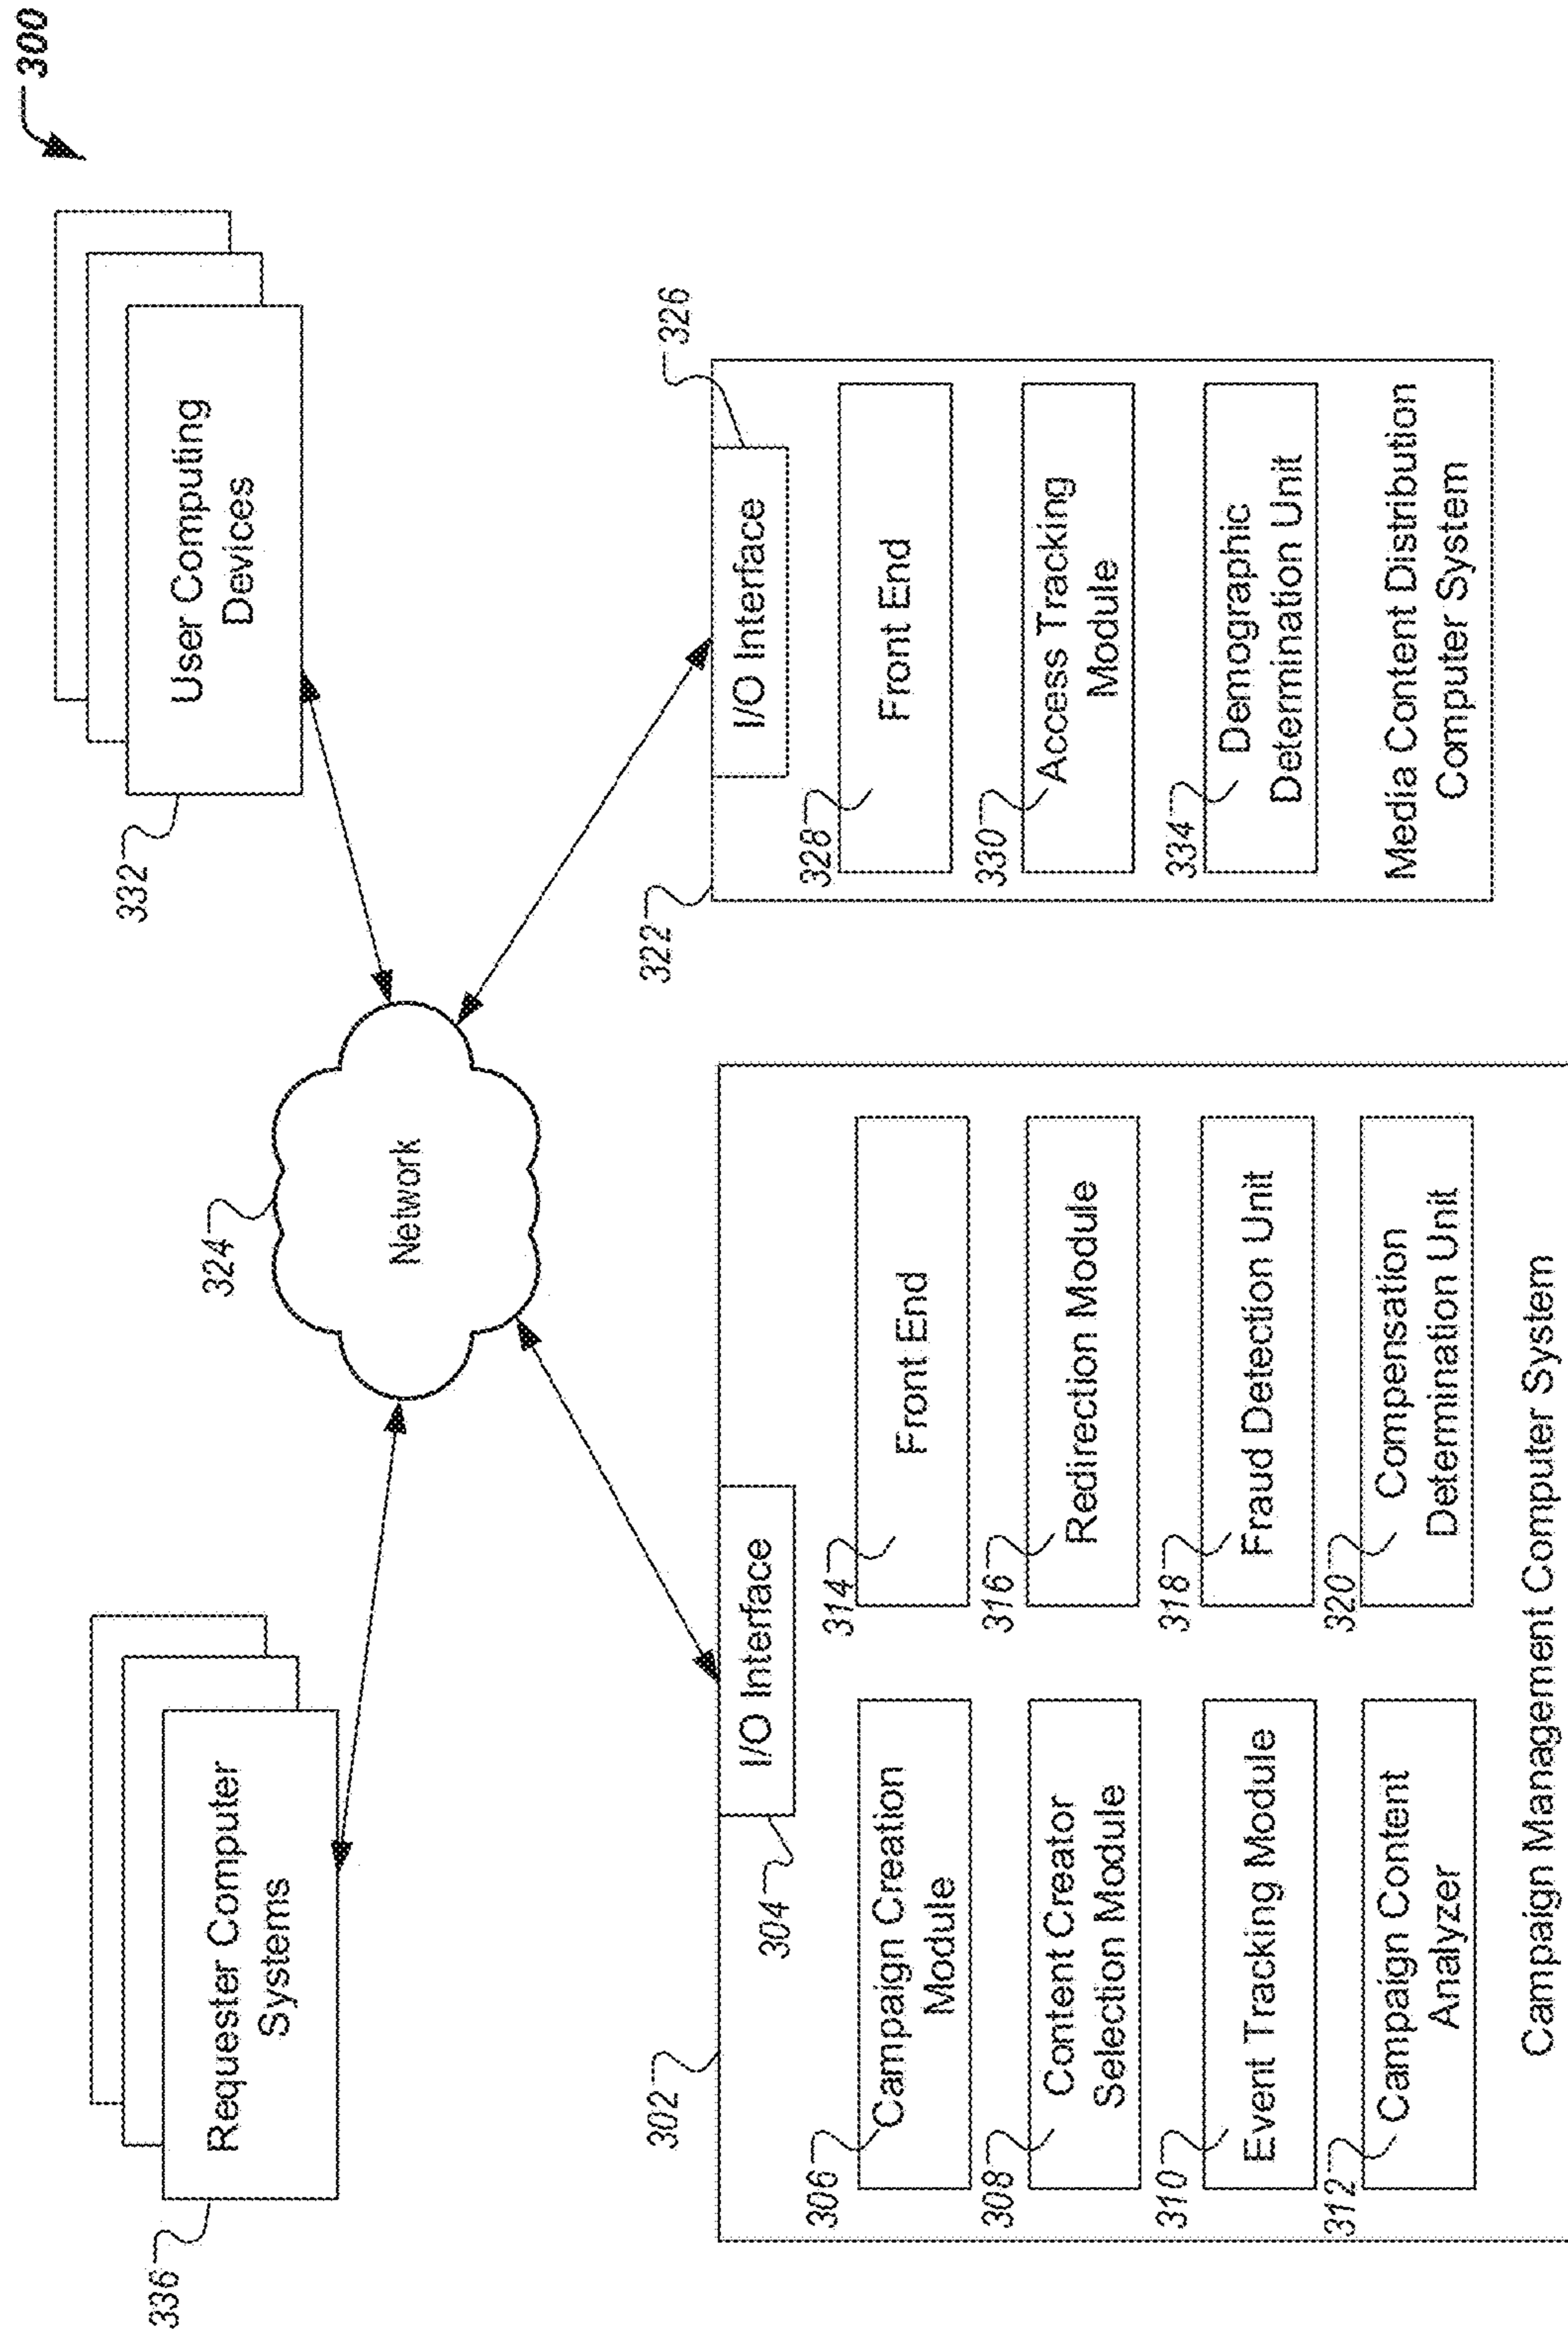 300
Requester Computer
Systems
336
User Computing
Devices
332
324
Network
302
I/O Interface
304
306
Campaign Creation
Module
308
Content Creator
Selection Module
310
Event Tracking Module
312
Campaign Content
Analyzer
314
Front End
316
Redirection Module
318
Fraud Detection Unit
320
Compensation
Determination Unit
Campaign Management Computer System
322
I/O Interface
326
328
Front End
330
Access Tracking
Module
334
Demographic
Determination Unit
Media Content Distribution
Computer System